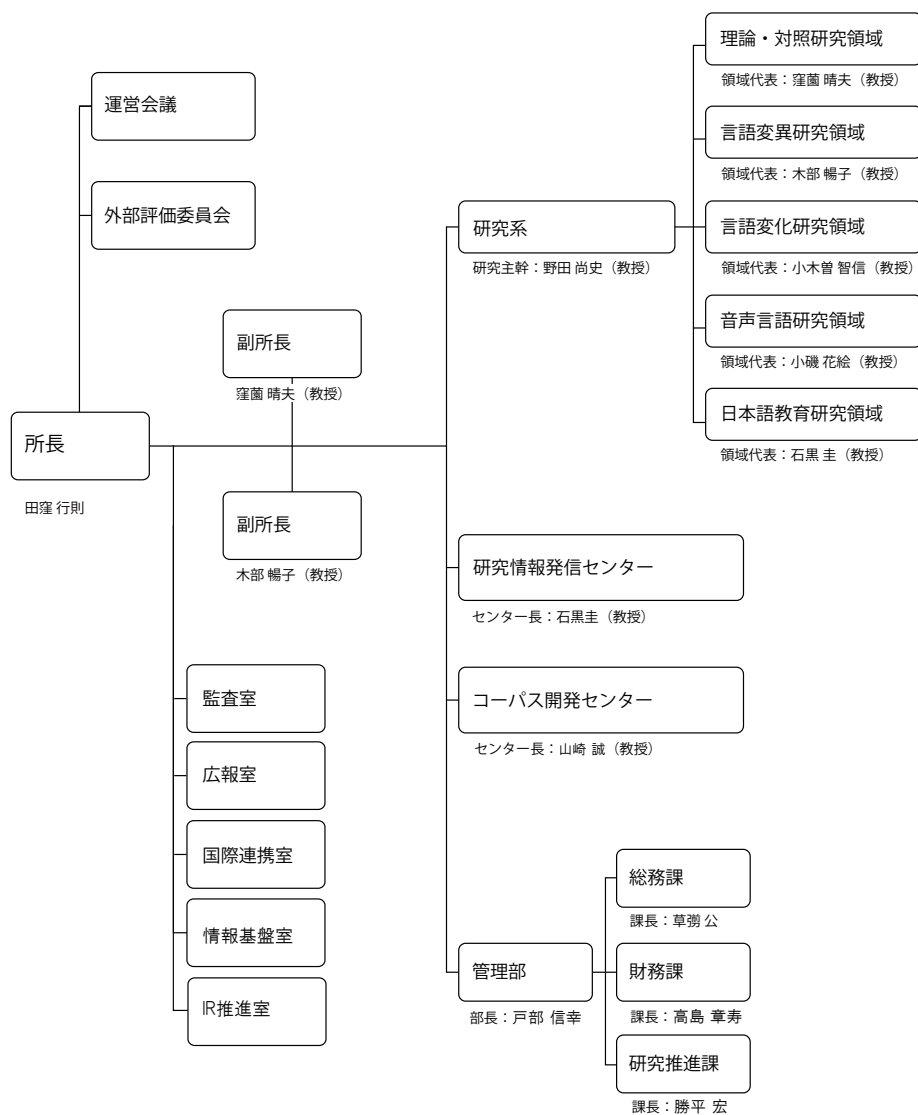 運営会議
外部評価委員会
所長
田窪 行則
副所長
窪薗 晴夫（教授）
副所長
木部 暢子（教授）
監査室
広報室
国際連携室
情報基盤室
IR推進室
研究系
研究主幹：野田 尚史（教授）
理論・対照研究領域
領域代表：窪薗 晴夫（教授）
言語変異研究領域
領域代表：木部 暢子（教授）
言語変化研究領域
領域代表：小木曽 智信（教授）
音声言語研究領域
領域代表：小磯 花絵（教授）
日本語教育研究領域
領域代表：石黒 圭（教授）
研究情報発信センター
センター長：石黒圭（教授）
コーパス開発センター
センター長：山崎 誠（教授）
管理部
部長：戸部 信幸
総務課
課長：草彅 公
財務課
課長：高島 章寿
研究推進課
課長：勝平 宏